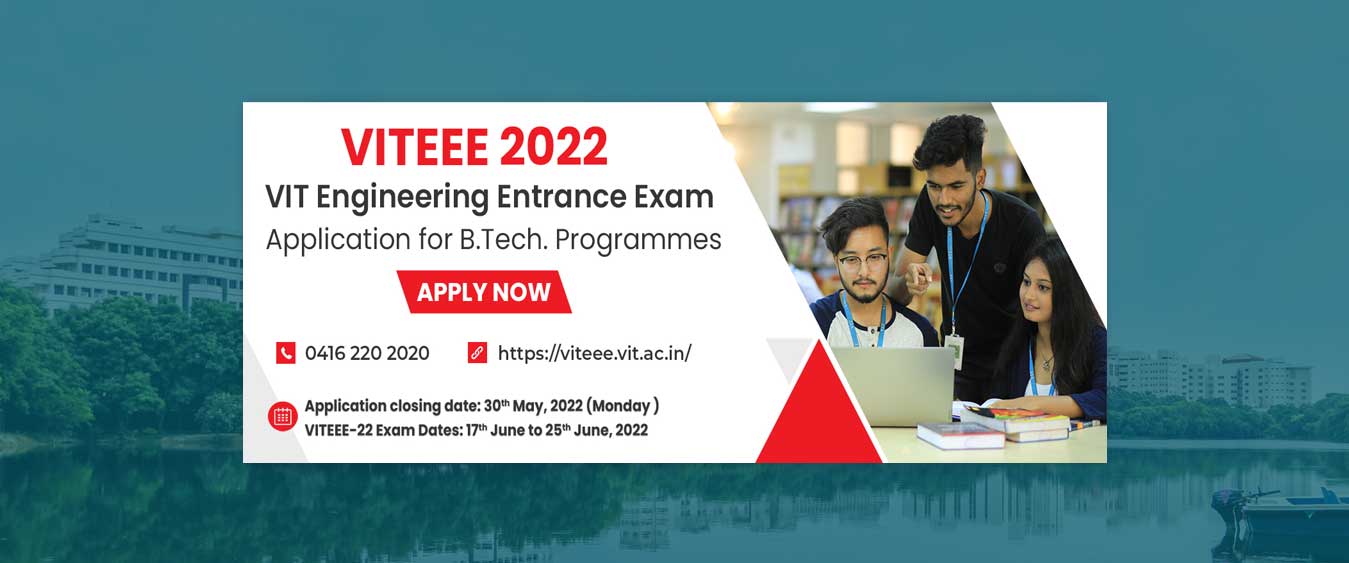 VITEEE 2022
VIT Engineering Entrance Exam
Application for B.Tech. Programmes
APPLY NOW
0416 220 2020
https://viteee.vit.ac.in/
Application closing date: 30th May, 2022 (Monday )
VITEEE-22 Exam Dates: 17th June to 25th June, 2022